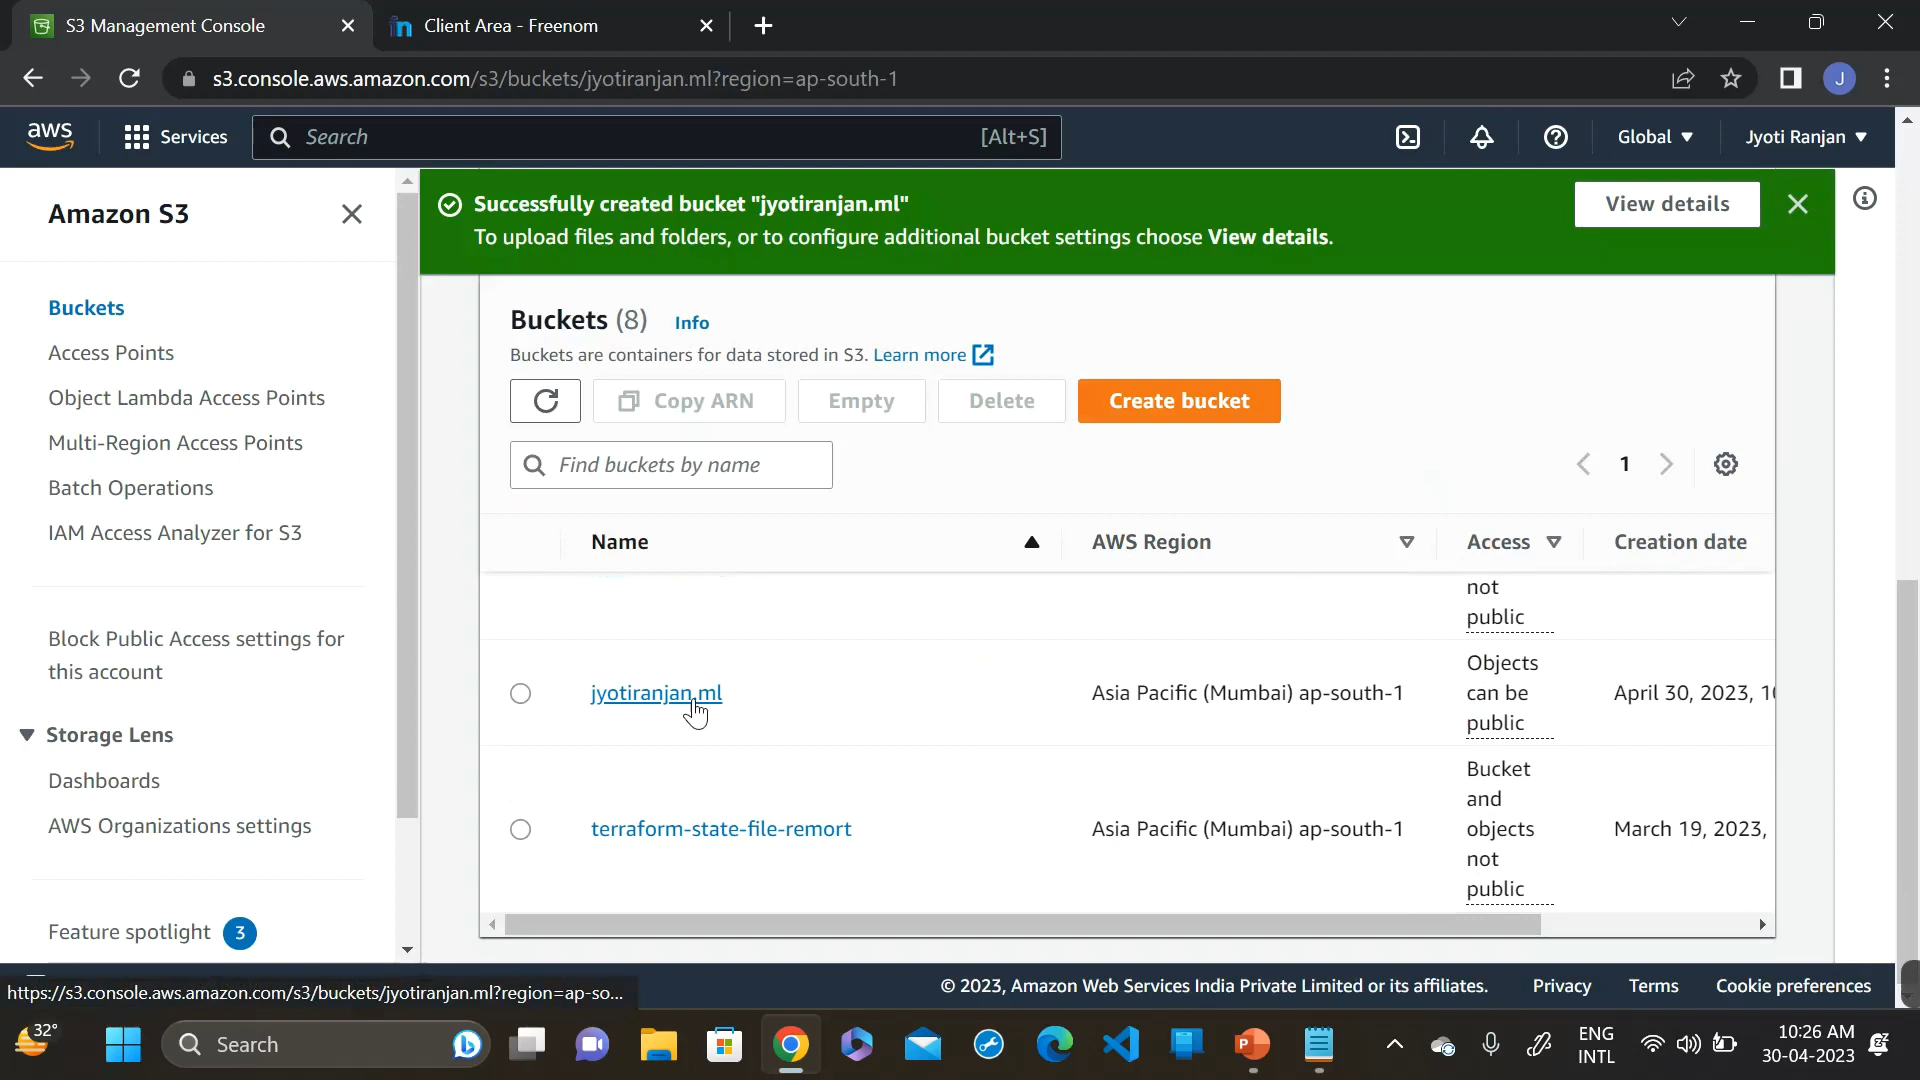 S3 Management Console
Client Area - Freenom
s3.console.aws.amazon.com/s3/buckets/jyotiranjan.ml?region=ap-south-1
J
aws
Services
Search
[Alt+S]
Global
Jyoti Ranjan
Amazon S3
Buckets
Access Points
Object Lambda Access Points
Multi-Region Access Points
Batch Operations
IAM Access Analyzer for S3
Block Public Access settings for
this account
Storage Lens
Dashboards
AWS Organizations settings
Feature spotlight 3
Successfully created bucket "jyotiranjan.ml"
To upload files and folders, or to configure additional bucket settings choose View details.
View details
Buckets (8) Info
Buckets are containers for data stored in S3. Learn more
Copy ARN
Empty
Delete
Create bucket
Find buckets by name
1
Name
AWS Region
Access
Creation date
not
public
jyotiranjan.ml
Asia Pacific (Mumbai) ap-south-1
Objects
can be
public
April 30, 2023, 1
terraform-state-file-remort
Asia Pacific (Mumbai) ap-south-1
Bucket
and
objects
not
public
March 19, 2023,
https://s3.console.aws.amazon.com/s3/buckets/jyotiranjan.ml?region=ap-so...
© 2023, Amazon Web Services India Private Limited or its affiliates.
Privacy
Terms
Cookie preferences
32°
Search
ENG
INTL
10:26 AM
30-04-2023